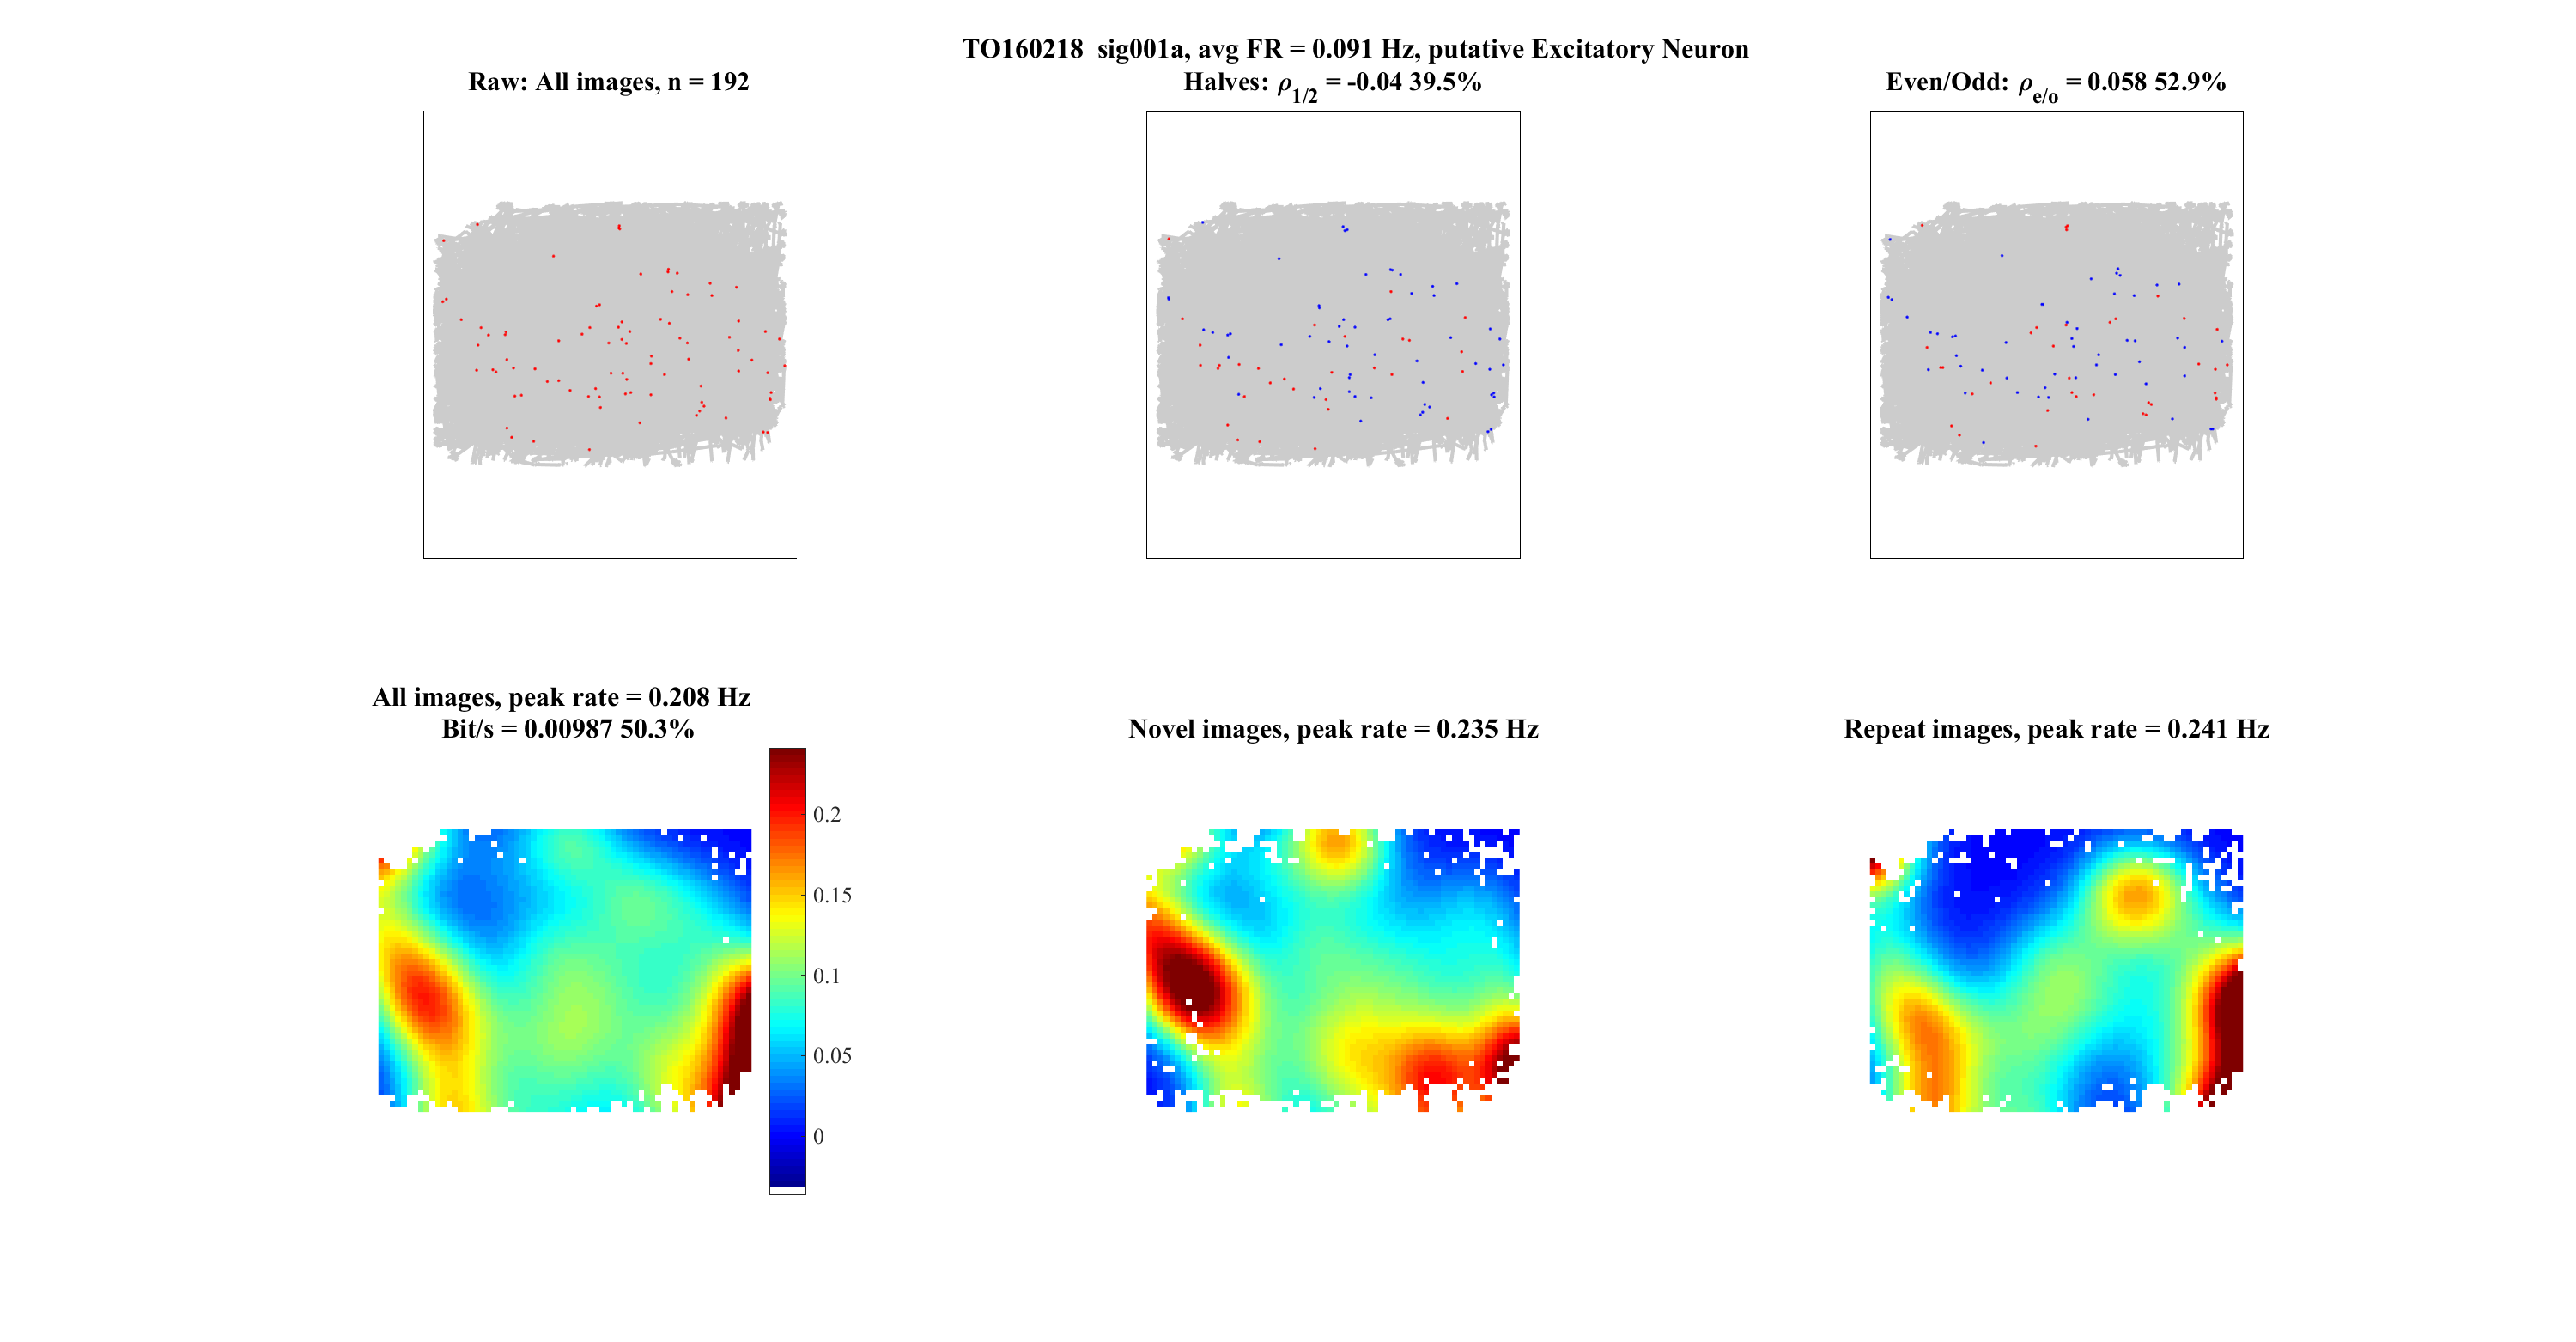 TO160218  sig001a, avg FR = 0.091 Hz, putative Excitatory Neuron
Raw: All images, n = 192
Halves: ρ1/2 = -0.04 39.5%
Even/Odd: ρe/o = 0.058 52.9%
All images, peak rate = 0.208 Hz
Bit/s = 0.00987 50.3%
Novel images, peak rate = 0.235 Hz
Repeat images, peak rate = 0.241 Hz
0.2
0.15
0.1
0.05
0